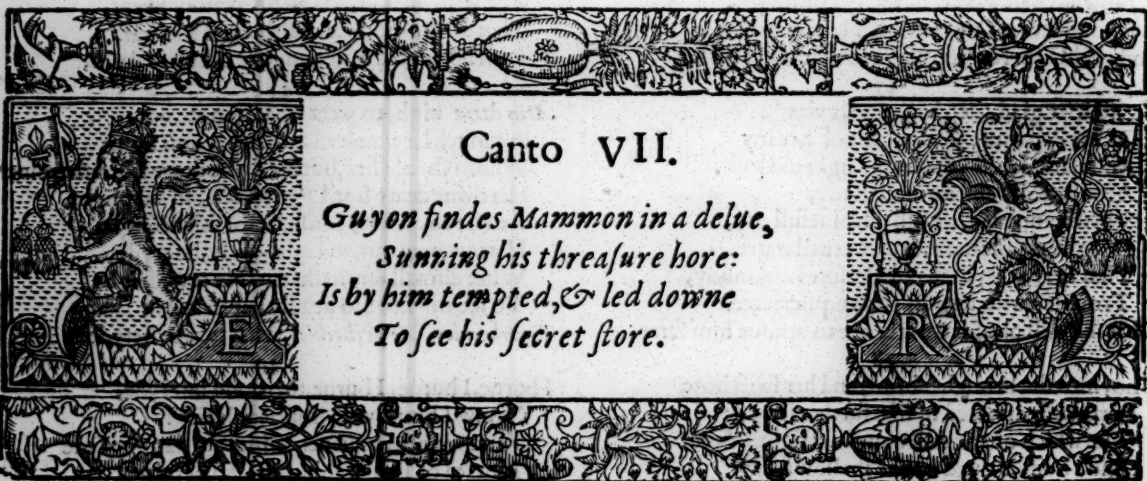 Canto VII.
Guyon findes Mammon in a delue,
Sunning his threaſure hore:
Is by him tempted, & led downe
To ſee his ſecret ſtore.
E
R